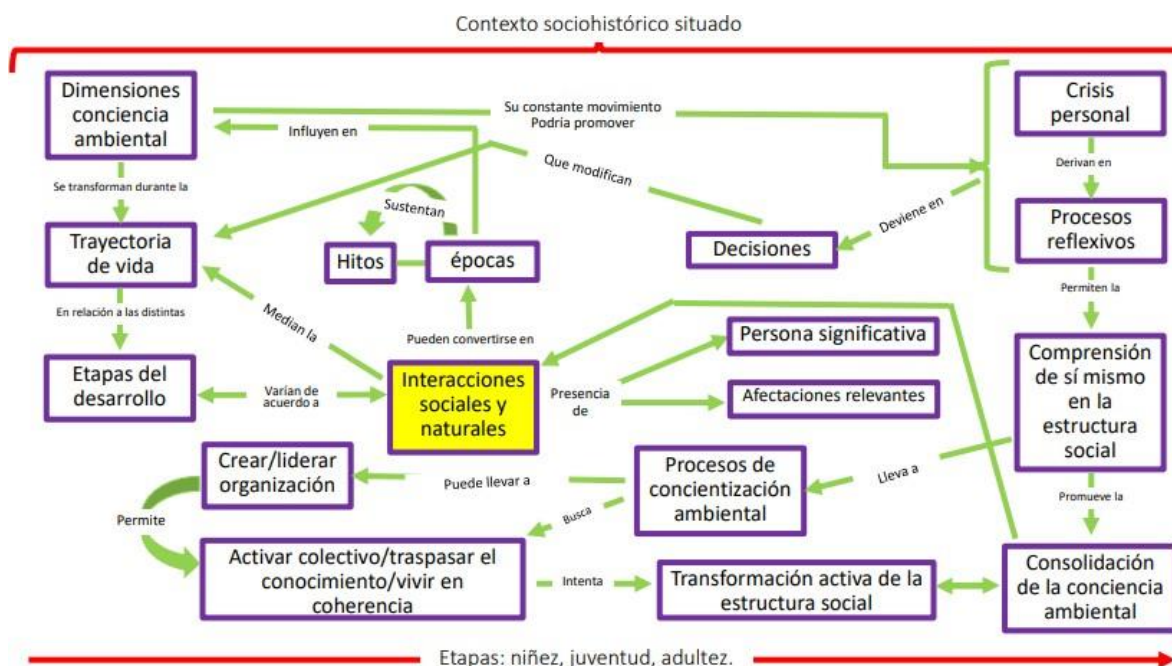 Contexto sociohistórico situado
Dimensiones
conciencia
ambiental
Su constante movimiento
Podría promover
Crisis
personal
Influyen en
Que modifican
Derivan en
Se transforman durante la
Sustentan
Deviene en
Trayectoria
de vida
Hitos
épocas
Decisiones
Procesos
reflexivos
Permiten la
En relación a las distintas
Median la
Pueden convertirse en
Persona significativa
Etapas del
desarrollo
Varían de
acuerdo a
Interacciones
sociales y
naturales
Presencia
de
Afectaciones relevantes
Comprensión
de sí mismo
en la
estructura
social
Crear/liderar
organización
Puede llevar a
Procesos de
concientización
ambiental
Lleva a
Promueve la
Permite
Busca
Activar colectivo/traspasar el
conocimiento/vivir en
coherencia
Intenta
Transformación activa de la
estructura social
Consolidación
de la conciencia
ambiental
Etapas: niñez, juventud, adultez.